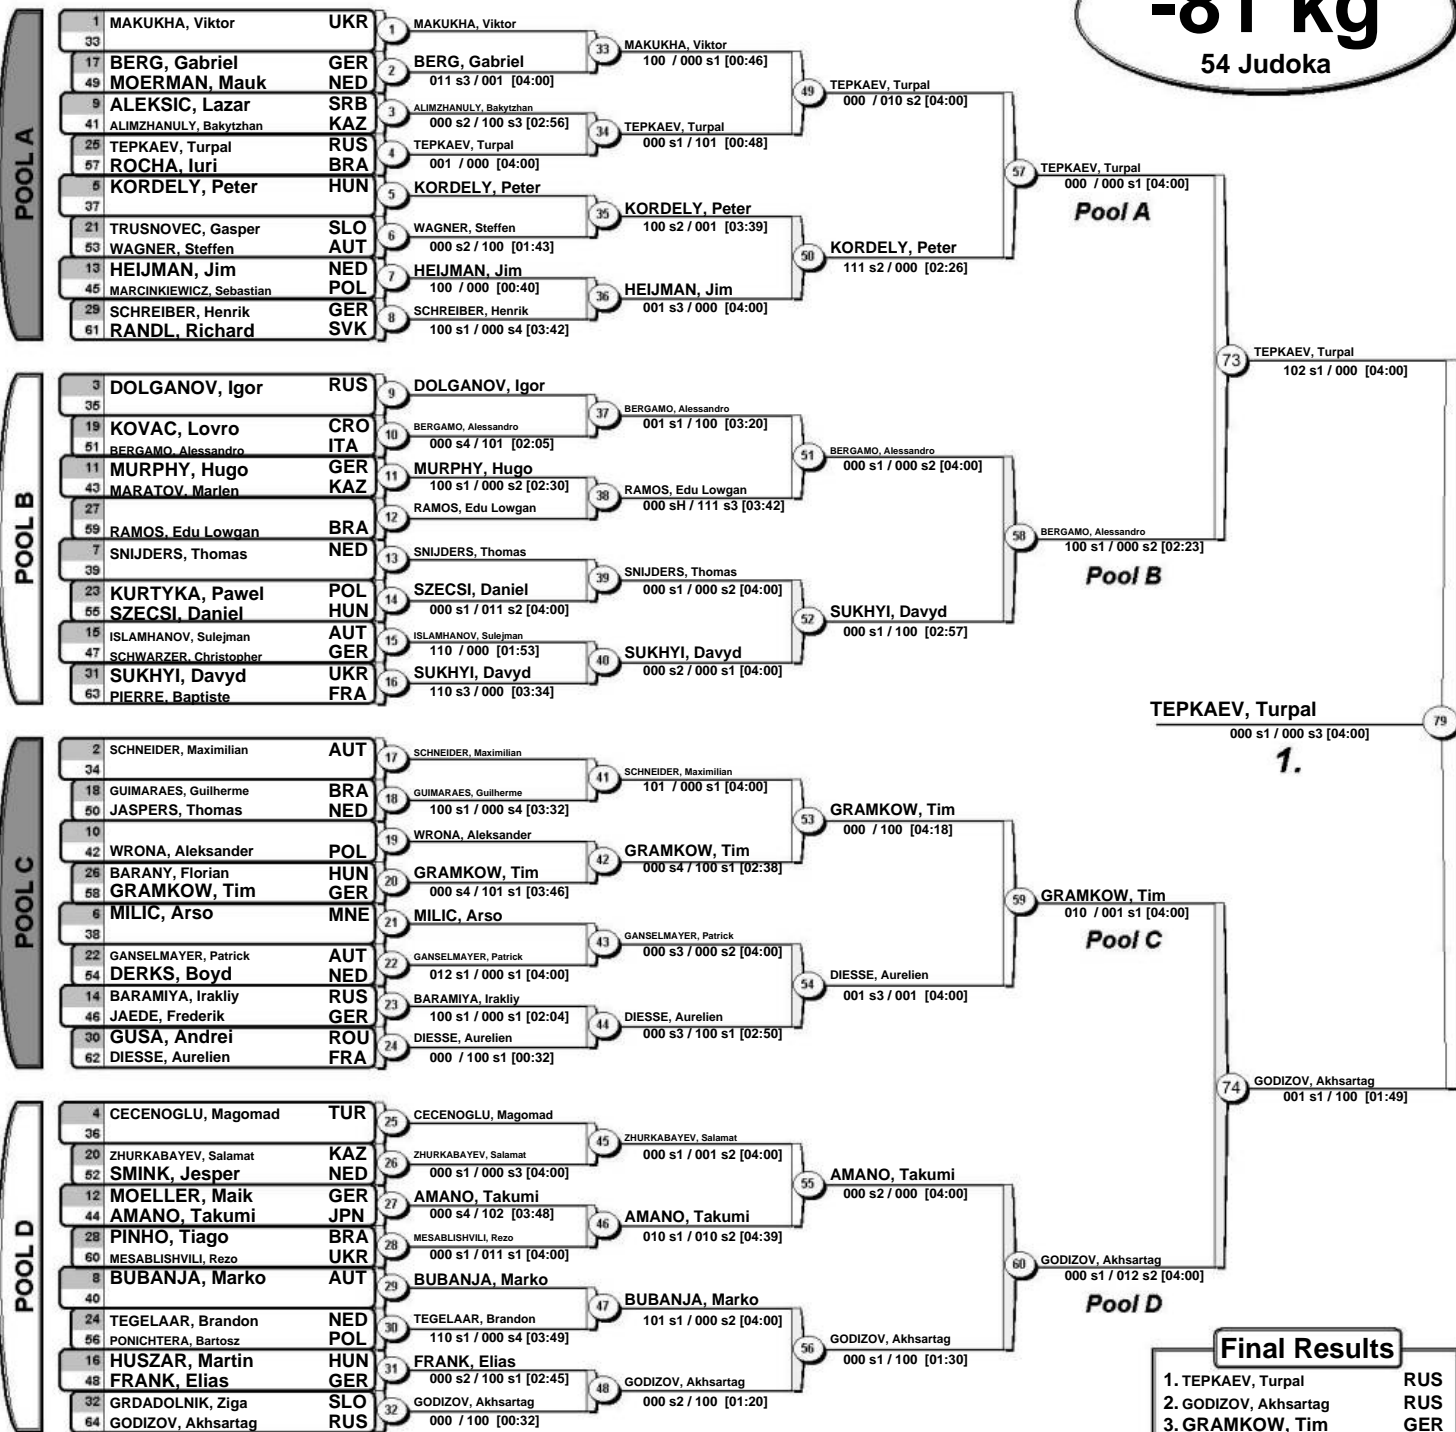 -81 kg
54 Judoka
POOL A
1 MAKUKHA, Viktor UKR
33
17 BERG, Gabriel GER
49 MOERMAN, Mauk NED
9 ALEKSIC, Lazar SRB
41 ALIMZHANULY, Bakytzhan KAZ
25 TEPKAEV, Turpal RUS
57 ROCHA, Iuri BRA
5 KORDELY, Peter HUN
37
21 TRUSNOVEC, Gasper SLO
53 WAGNER, Steffen AUT
13 HEIJMAN, Jim NED
45 MARCINKIEWICZ, Sebastian POL
29 SCHREIBER, Henrik GER
61 RANDL, Richard SVK
1 MAKUKHA, Viktor
2 BERG, Gabriel
011 s3 / 001 [04:00]
3 ALIMZHANULY, Bakytzhan
000 s2 / 100 s3 [02:56]
4 TEPKAEV, Turpal
001 / 000 [04:00]
5 KORDELY, Peter
6 WAGNER, Steffen
000 s2 / 100 [01:43]
7 HEIJMAN, Jim
100 / 000 [00:40]
8 SCHREIBER, Henrik
100 s1 / 000 s4 [03:42]
33 MAKUKHA, Viktor
100 / 000 s1 [00:46]
34 TEPKAEV, Turpal
000 s1 / 101 [00:48]
35 KORDELY, Peter
100 s2 / 001 [03:39]
36 HEIJMAN, Jim
001 s3 / 000 [04:00]
49 TEPKAEV, Turpal
000 / 010 s2 [04:00]
50 KORDELY, Peter
111 s2 / 000 [02:26]
57 TEPKAEV, Turpal
000 / 000 s1 [04:00]
Pool A
POOL B
3 DOLGANOV, Igor RUS
35
19 KOVAC, Lovro CRO
51 BERGAMO, Alessandro ITA
11 MURPHY, Hugo GER
43 MARATOV, Marlen KAZ
27
59 RAMOS, Edu Lowgan BRA
7 SNIJDERS, Thomas NED
39
23 KURTYKA, Pawel POL
55 SZECSI, Daniel HUN
15 ISLAMHANOV, Sulejman AUT
47 SCHWARZER, Christopher GER
31 SUKHYI, Davyd UKR
63 PIERRE, Baptiste FRA
9 DOLGANOV, Igor
10 BERGAMO, Alessandro
000 s4 / 101 [02:05]
11 MURPHY, Hugo
100 s1 / 000 s2 [02:30]
12 RAMOS, Edu Lowgan
13 SNIJDERS, Thomas
14 SZECSI, Daniel
000 s1 / 011 s2 [04:00]
15 ISLAMHANOV, Sulejman
110 / 000 [01:53]
16 SUKHYI, Davyd
110 s3 / 000 [03:34]
37 BERGAMO, Alessandro
001 s1 / 100 [03:20]
38 RAMOS, Edu Lowgan
000 sH / 111 s3 [03:42]
39 SNIJDERS, Thomas
000 s1 / 000 s2 [04:00]
40 SUKHYI, Davyd
000 s2 / 000 s1 [04:00]
51 BERGAMO, Alessandro
000 s1 / 000 s2 [04:00]
52 SUKHYI, Davyd
000 s1 / 100 [02:57]
58 BERGAMO, Alessandro
100 s1 / 000 s2 [02:23]
Pool B
73 TEPKAEV, Turpal
102 s1 / 000 [04:00]
TEPKAEV, Turpal 79
000 s1 / 000 s3 [04:00]
1.
POOL C
2 SCHNEIDER, Maximilian AUT
34
18 GUIMARAES, Guilherme BRA
50 JASPERS, Thomas NED
10
42 WRONA, Aleksander POL
26 BARANY, Florian HUN
58 GRAMKOW, Tim GER
6 MILIC, Arso MNE
38
22 GANSELMAYER, Patrick AUT
54 DERKS, Boyd NED
14 BARAMIYA, Irakliy RUS
46 JAEDE, Frederik GER
30 GUSA, Andrei ROU
62 DIESSE, Aurelien FRA
17 SCHNEIDER, Maximilian
18 GUIMARAES, Guilherme
100 s1 / 000 s4 [03:32]
19 WRONA, Aleksander
20 GRAMKOW, Tim
000 s4 / 101 s1 [03:46]
21 MILIC, Arso
22 GANSELMAYER, Patrick
012 s1 / 000 s1 [04:00]
23 BARAMIYA, Irakliy
100 s1 / 000 s1 [02:04]
24 DIESSE, Aurelien
000 / 100 s1 [00:32]
41 SCHNEIDER, Maximilian
101 / 000 s1 [04:00]
42 GRAMKOW, Tim
000 s4 / 100 s1 [02:38]
43 GANSELMAYER, Patrick
000 s3 / 000 s2 [04:00]
44 DIESSE, Aurelien
000 s3 / 100 s1 [02:50]
53 GRAMKOW, Tim
000 / 100 [04:18]
54 DIESSE, Aurelien
001 s3 / 001 [04:00]
59 GRAMKOW, Tim
010 / 001 s1 [04:00]
Pool C
74 GODIZOV, Akhsartag
001 s1 / 100 [01:49]
POOL D
4 CECENOGLU, Magomad TUR
36
20 ZHURKABAYEV, Salamat KAZ
52 SMINK, Jesper NED
12 MOELLER, Maik GER
44 AMANO, Takumi JPN
28 PINHO, Tiago BRA
60 MESABLISHVILI, Rezo UKR
8 BUBANJA, Marko AUT
40
24 TEGELAAR, Brandon NED
56 PONICHTERA, Bartosz POL
16 HUSZAR, Martin HUN
48 FRANK, Elias GER
32 GRDADOLNIK, Ziga SLO
64 GODIZOV, Akhsartag RUS
25 CECENOGLU, Magomad
26 ZHURKABAYEV, Salamat
000 s1 / 000 s3 [04:00]
27 AMANO, Takumi
000 s4 / 102 [03:48]
28 MESABLISHVILI, Rezo
000 s1 / 011 s1 [04:00]
29 BUBANJA, Marko
30 TEGELAAR, Brandon
110 s1 / 000 s4 [03:49]
31 FRANK, Elias
000 s2 / 100 s1 [02:45]
32 GODIZOV, Akhsartag
000 / 100 [00:32]
45 ZHURKABAYEV, Salamat
000 s1 / 001 s2 [04:00]
46 AMANO, Takumi
010 s1 / 010 s2 [04:39]
47 BUBANJA, Marko
101 s1 / 000 s2 [04:00]
48 GODIZOV, Akhsartag
000 s2 / 100 [01:20]
55 AMANO, Takumi
000 s2 / 000 [04:00]
56 GODIZOV, Akhsartag
000 s1 / 100 [01:30]
60 GODIZOV, Akhsartag
000 s1 / 012 s2 [04:00]
Pool D
Final Results
1. TEPKAEV, Turpal RUS
2. GODIZOV, Akhsartag RUS
3. GRAMKOW, Tim GER